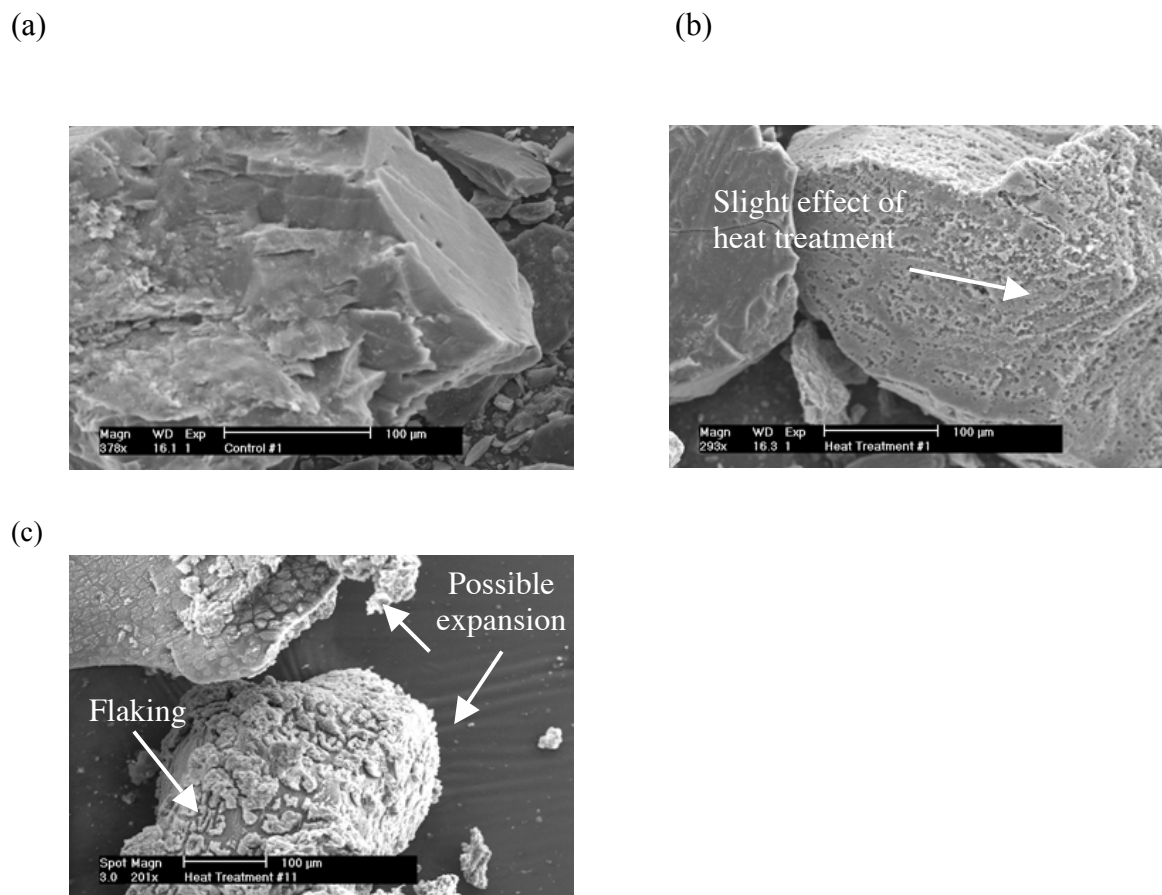 (a)
(b)
Magn WD Exp 100 µm
378x 16.1 1 Control #1
Slight effect of
heat treatment
Magn WD Exp 100 µm
293x 16.3 1 Heat Treatment #1
(c)
Possible
expansion
Flaking
Spot Magn 100 µm
3.0 201x Heat Treatment #11